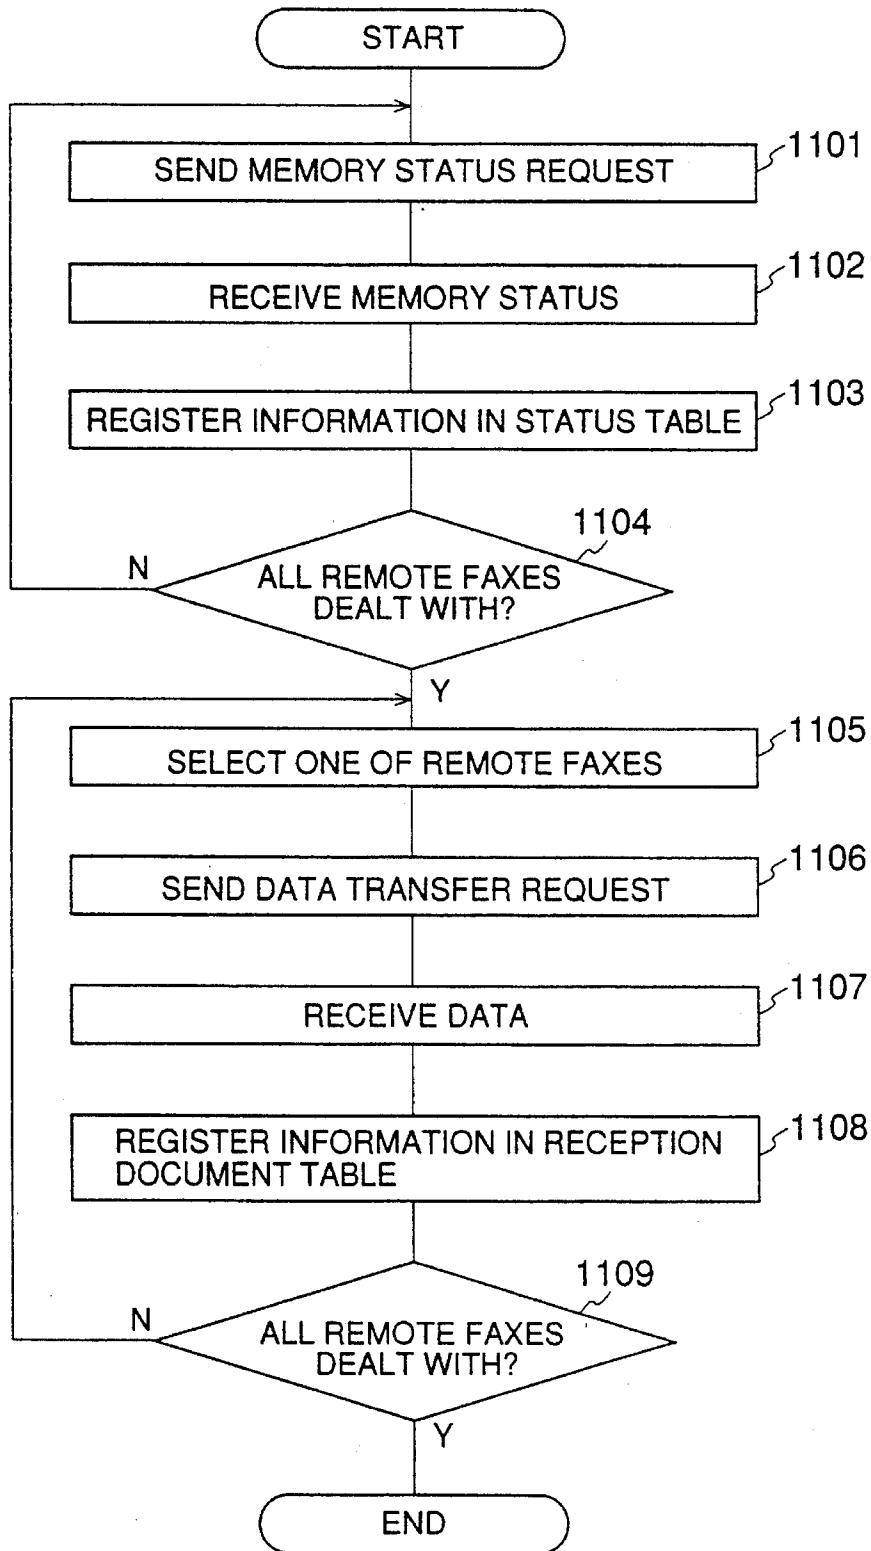 START
1101
SEND MEMORY STATUS REQUEST
1102
RECEIVE MEMORY STATUS
1103
REGISTER INFORMATION IN STATUS TABLE
1104
N
ALL REMOTE FAXES
DEALT WITH?
Y
1105
SELECT ONE OF REMOTE FAXES
1106
SEND DATA TRANSFER REQUEST
1107
RECEIVE DATA
1108
REGISTER INFORMATION IN RECEPTION
DOCUMENT TABLE
1109
N
ALL REMOTE FAXES
DEALT WITH?
Y
END